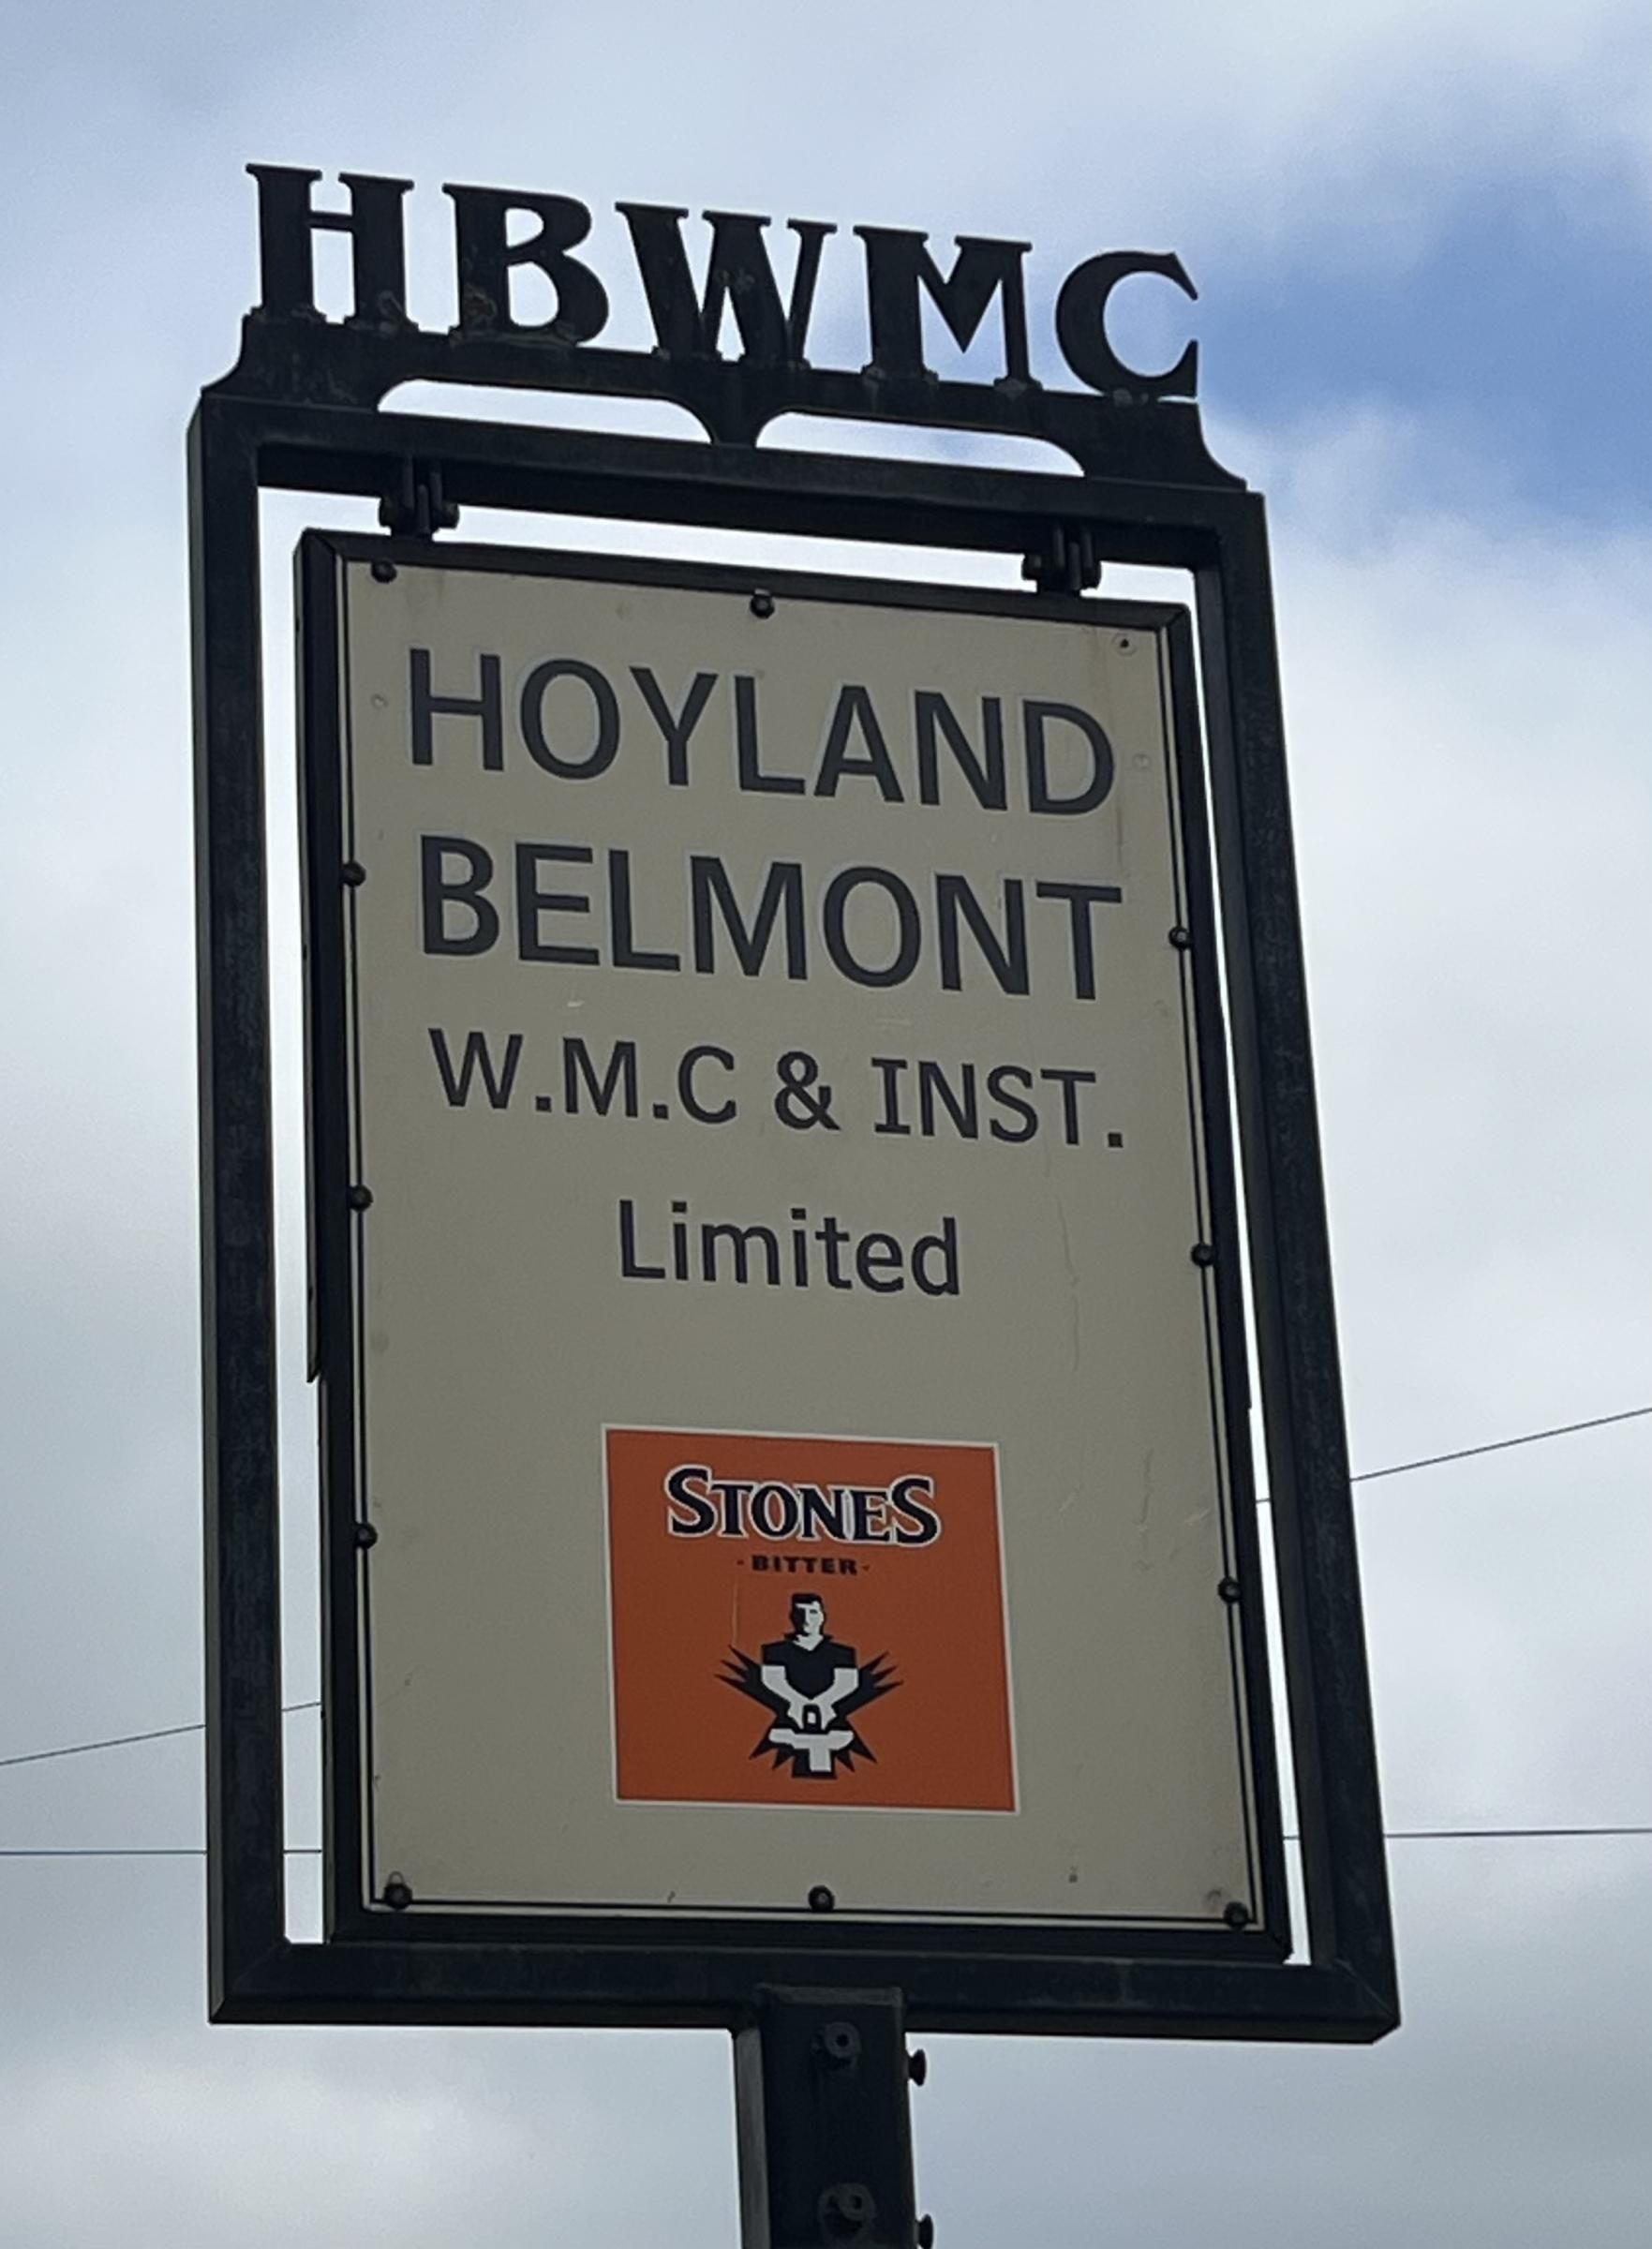 HBWMC
HOYLAND
BELMONT
W.M.C & INST.
Limited
STONES
·BITTER·